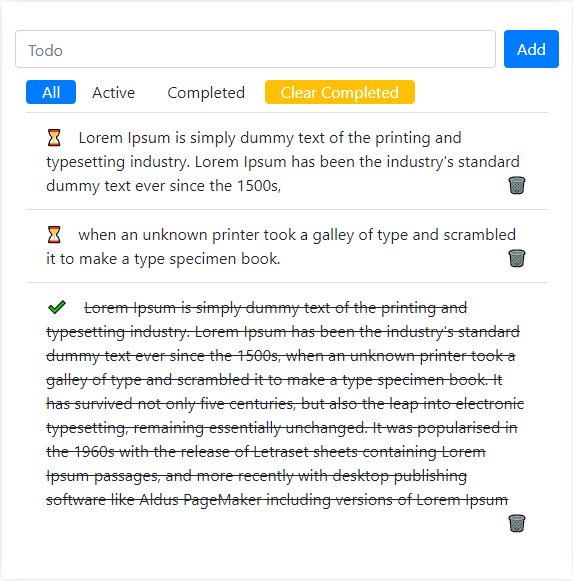 Todo
Add
All Active Completed Clear Completed
Lorem Ipsum is simply dummy text of the printing and
typesetting industry. Lorem Ipsum has been the industry's standard
dummy text ever since the 1500s,
when an unknown printer took a galley of type and scrambled
it to make a type specimen book.
Lorem Ipsum is simply dummy text of the printing and
typesetting industry. Lorem Ipsum has been the industry's standard
dummy text ever since the 1500s, when an unknown printer took a
galley of type and scrambled it to make a type specimen book. It
has survived not only five centuries, but also the leap into electronic
typesetting, remaining essentially unchanged. It was popularised in
the 1960s with the release of Letraset sheets containing Lorem
Ipsum passages, and more recently with desktop publishing
software like Aldus PageMaker including versions of Lorem Ipsum